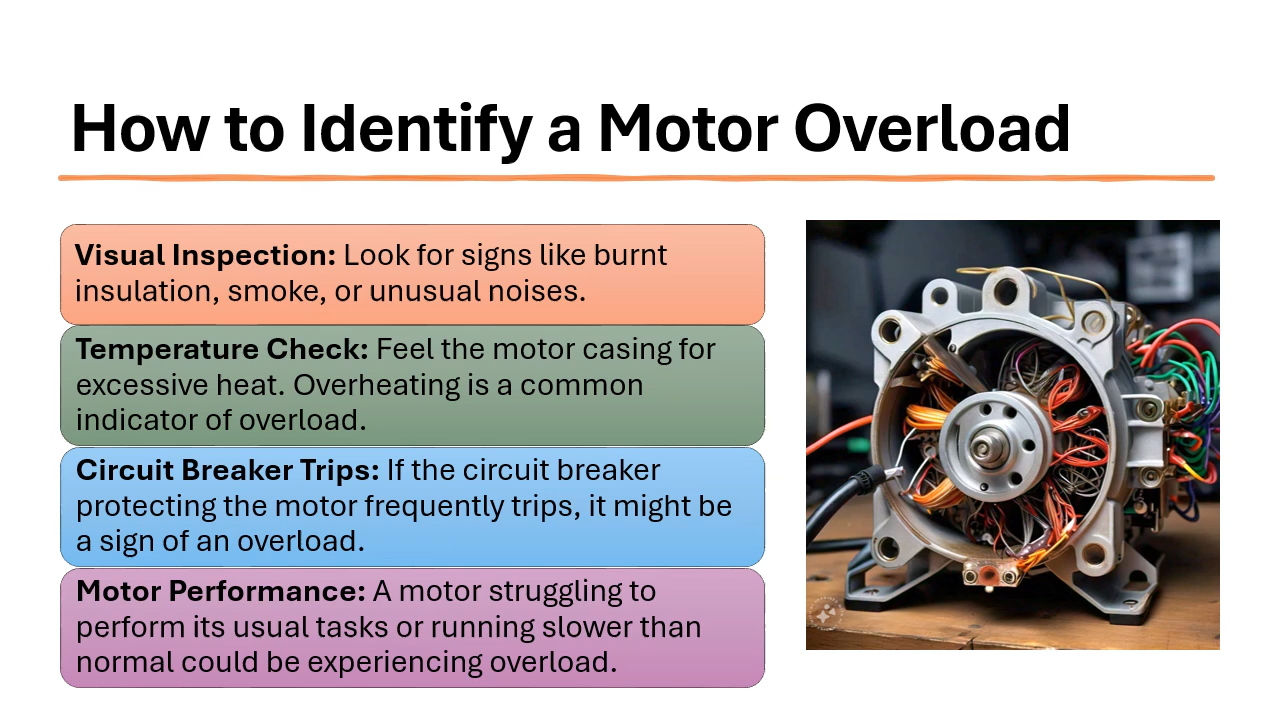 How to Identify a Motor Overload
Visual Inspection: Look for signs like burnt
insulation, smoke, or unusual noises.
Temperature Check: Feel the motor casing for
excessive heat. Overheating is a common
indicator of overload.
Circuit Breaker Trips: If the circuit breaker
protecting the motor frequently trips, it might be
a sign of an overload.
Motor Performance: A motor struggling to
perform its usual tasks or running slower than
normal could be experiencing overload.